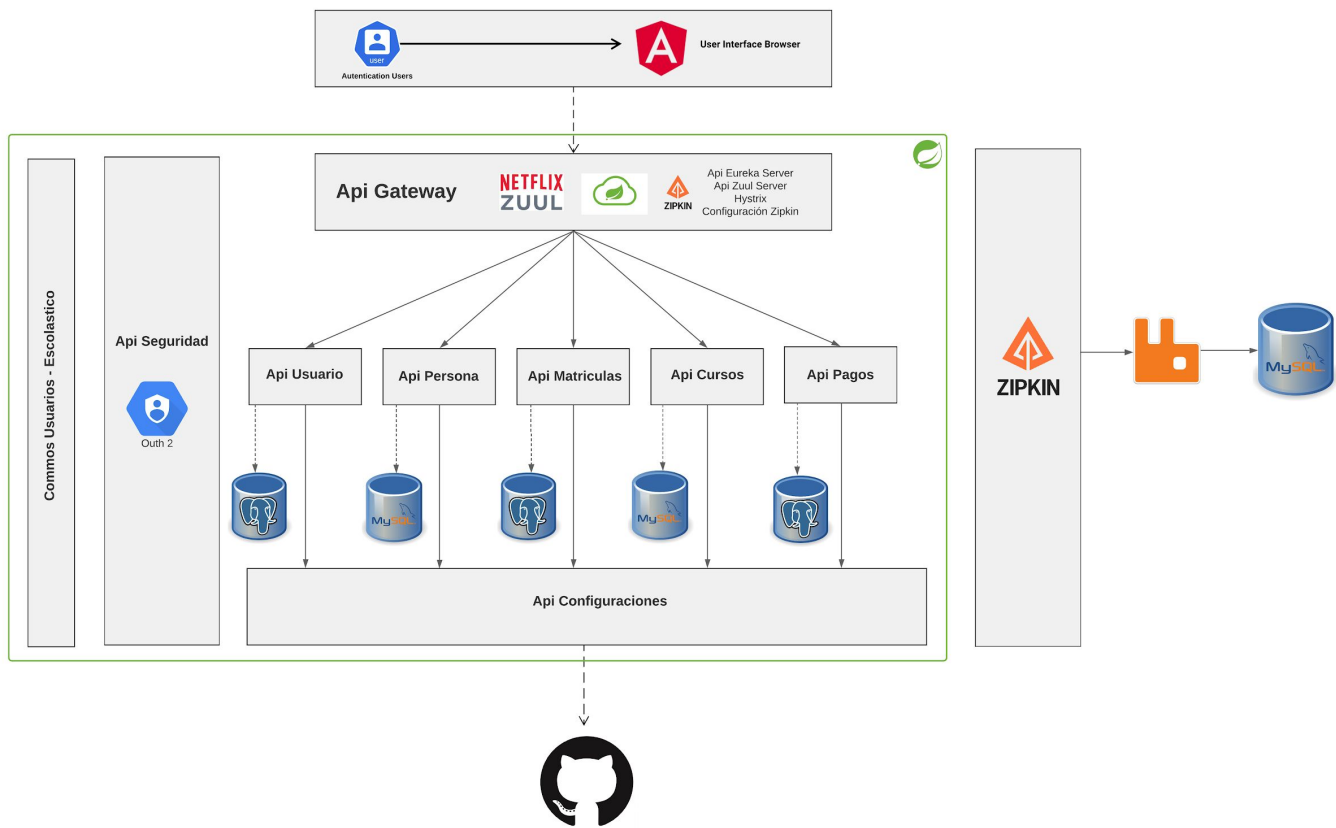 user
Autentication Users
User Interface Browser
Api Gateway
NETFLIX
ZUUL
ZIPKIN
Api Eureka Server
Api Zuul Server
Hystrix
Configuración Zipkin
Commos Usuarios - Escolastico
Api Seguridad
Outh 2
Api Usuario
Api Persona
Api Matriculas
Api Cursos
Api Pagos
MySQL
MySQL
Api Configuraciones
ZIPKIN
MySQL